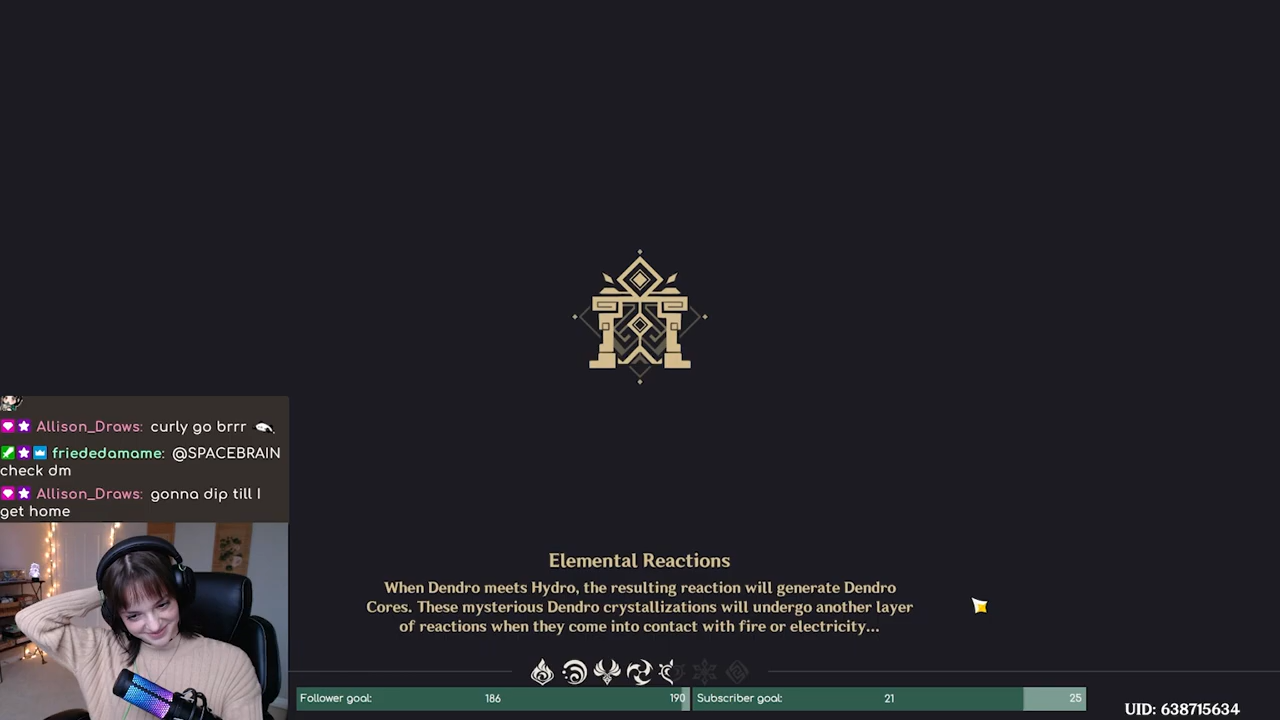 Allison_Draws: curly go brrr
friededamame: @SPACEBRAIN
check dm
Allison_Draws: gonna dip till I
get home
Elemental Reactions
When Dendro meets Hydro, the resulting reaction will generate Dendro
Cores. These mysterious Dendro crystallizations will undergo another layer
of reactions when they come into contact with fire or electricity...
Follower goal: 186 190 Subscriber goal: 21 25
UID: 638715634